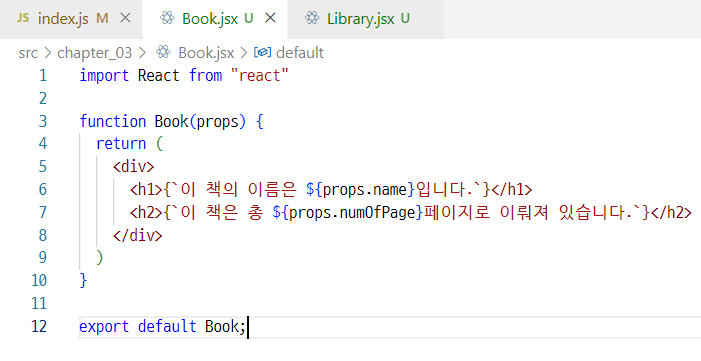 JS index.js M Book.jsx U Library.jsx U
src > chapter_03 > Book.jsx > default
1 import React from "react"
2
3 function Book(props) {
4 return (
5 <div>
6 <h1>{`이 책의 이름은 ${props.name}입니다.`}</h1>
7 <h2>{`이 책은 총 ${props.numOfPage}페이지로 이뤄져 있습니다.`}</h2>
8 </div>
9 )
10 }
11
12 export default Book;